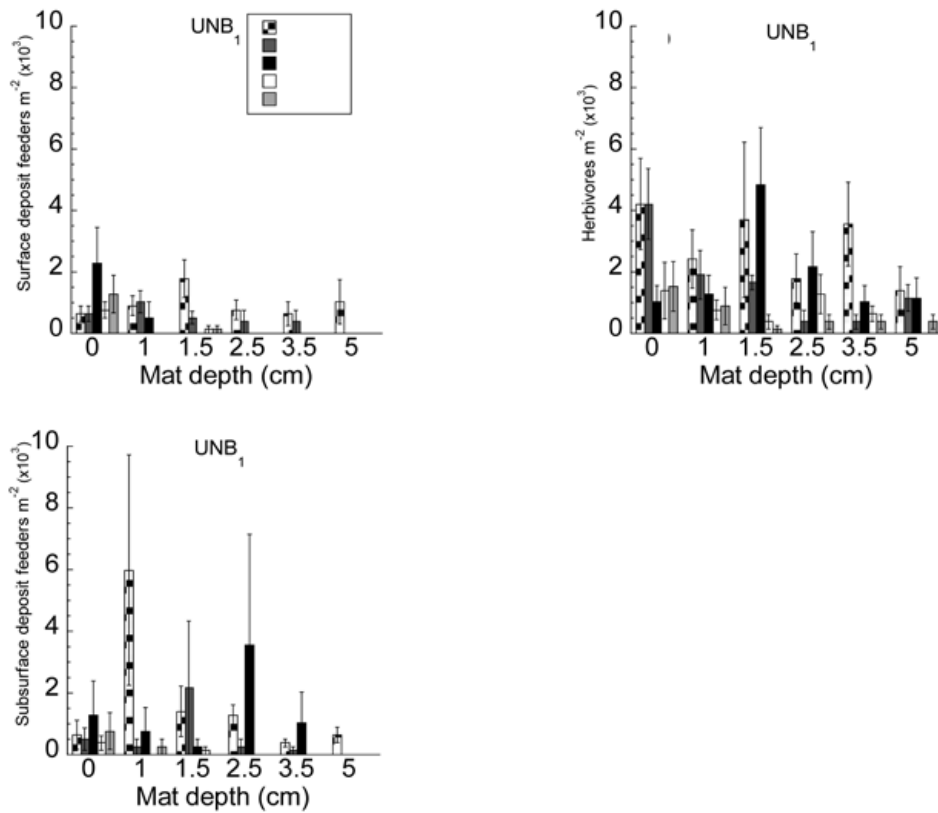 UNB1
Surface deposit feeders m-2 (x103)
10
8
6
4
2
0
0 1 1.5 2.5 3.5 5
Mat depth (cm)
)
UNB1
Herbivores m-2 (x103)
10
8
6
4
2
0
0 1 1.5 2.5 3.5 5
Mat depth (cm)
UNB1
Subsurface deposit feeders m-2 (x103)
10
8
6
4
2
0
0 1 1.5 2.5 3.5 5
Mat depth (cm)